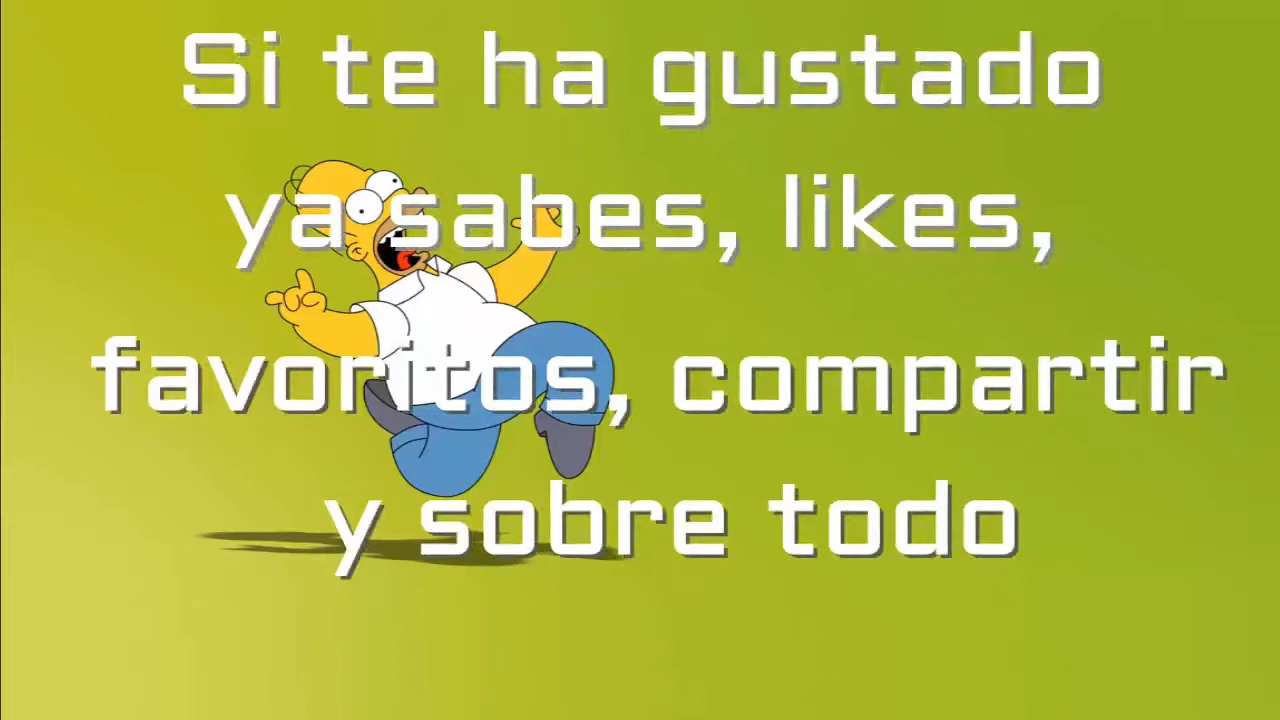 Si te ha gustado
ya sabes, likes,
favoritos, compartir
y sobre todo